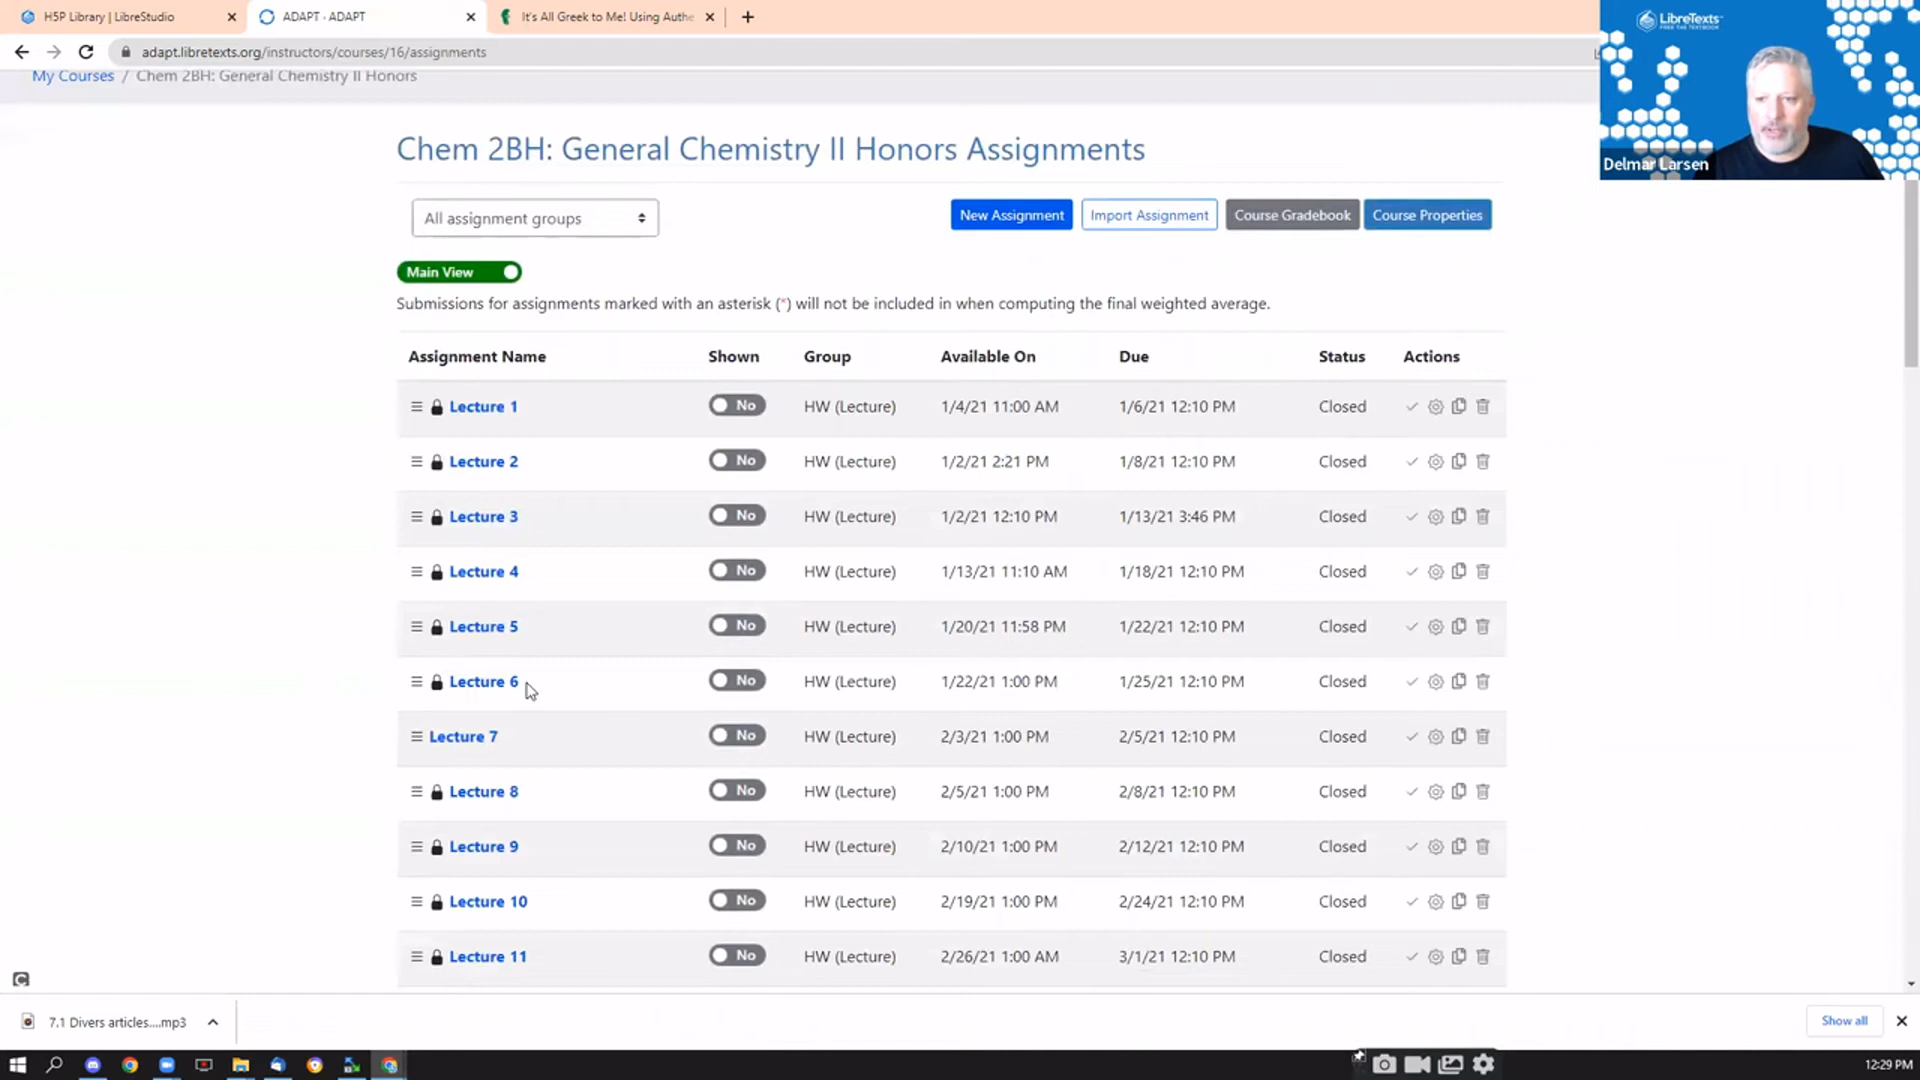 H5P Library | LibreStudio
ADAPT - ADAPT
It's All Greek to Me! Using Authe
adapt.libretexts.org/instructors/courses/16/assignments
LibreTexts
FREE THE TEXTBOOK
Delmar Larsen
My Courses / Chem 2BH: General Chemistry II Honors
Chem 2BH: General Chemistry II Honors Assignments
All assignment groups
New Assignment
Import Assignment
Course Gradebook
Course Properties
Main View
Submissions for assignments marked with an asterisk (*) will not be included in when computing the final weighted average.
Assignment Name Shown Group Available On Due Status Actions
Lecture 1 No HW (Lecture) 1/4/21 11:00 AM 1/6/21 12:10 PM Closed
Lecture 2 No HW (Lecture) 1/2/21 2:21 PM 1/8/21 12:10 PM Closed
Lecture 3 No HW (Lecture) 1/2/21 12:10 PM 1/13/21 3:46 PM Closed
Lecture 4 No HW (Lecture) 1/13/21 11:10 AM 1/18/21 12:10 PM Closed
Lecture 5 No HW (Lecture) 1/20/21 11:58 PM 1/22/21 12:10 PM Closed
Lecture 6 No HW (Lecture) 1/22/21 1:00 PM 1/25/21 12:10 PM Closed
Lecture 7 No HW (Lecture) 2/3/21 1:00 PM 2/5/21 12:10 PM Closed
Lecture 8 No HW (Lecture) 2/5/21 1:00 PM 2/8/21 12:10 PM Closed
Lecture 9 No HW (Lecture) 2/10/21 1:00 PM 2/12/21 12:10 PM Closed
Lecture 10 No HW (Lecture) 2/19/21 1:00 PM 2/24/21 12:10 PM Closed
Lecture 11 No HW (Lecture) 2/26/21 1:00 AM 3/1/21 12:10 PM Closed
7.1 Divers articles....mp3
Show all
12:29 PM